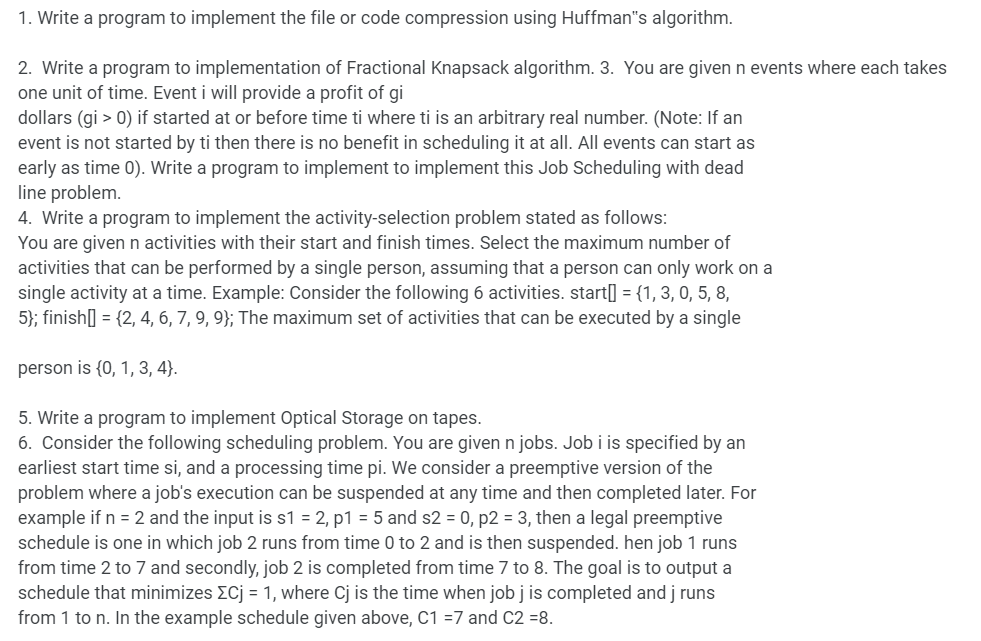 1. Write a program to implement the file or code compression using Huffman"s algorithm.
2.  Write a program to implementation of Fractional Knapsack algorithm. 3.  You are given n events where each takes
one unit of time. Event i will provide a profit of gi
dollars (gi > 0) if started at or before time ti where ti is an arbitrary real number. (Note: If an
event is not started by ti then there is no benefit in scheduling it at all. All events can start as
early as time 0). Write a program to implement to implement this Job Scheduling with dead
line problem.
4.  Write a program to implement the activity-selection problem stated as follows:
You are given n activities with their start and finish times. Select the maximum number of
activities that can be performed by a single person, assuming that a person can only work on a
single activity at a time. Example: Consider the following 6 activities. start[] = {1, 3, 0, 5, 8,
5}; finish[] = {2, 4, 6, 7, 9, 9}; The maximum set of activities that can be executed by a single
person is {0, 1, 3, 4}.
5. Write a program to implement Optical Storage on tapes.
6.  Consider the following scheduling problem. You are given n jobs. Job i is specified by an
earliest start time si, and a processing time pi. We consider a preemptive version of the
problem where a job's execution can be suspended at any time and then completed later. For
example if n = 2 and the input is s1 = 2, p1 = 5 and s2 = 0, p2 = 3, then a legal preemptive
schedule is one in which job 2 runs from time 0 to 2 and is then suspended. hen job 1 runs
from time 2 to 7 and secondly, job 2 is completed from time 7 to 8. The goal is to output a
schedule that minimizes ΣCj = 1, where Cj is the time when job j is completed and j runs
from 1 to n. In the example schedule given above, C1 =7 and C2 =8.